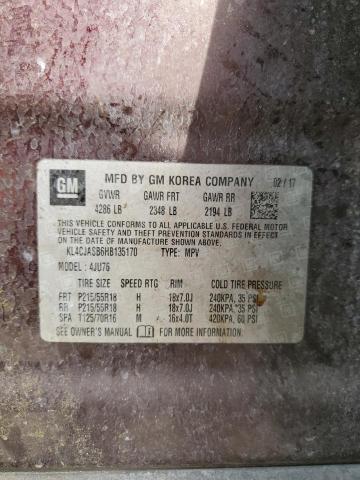 GM
MFD BY GM KOREA COMPANY 02/17
GVWR GAWR FRT GAWR RR
4286 LB 2348 LB 2194 LB
THIS VEHICLE CONFORMS TO ALL APPLICABLE U.S. FEDERAL MOTOR
VEHICLE SAFETY AND THEFT PREVENTION STANDARDS IN
EFFECT ON THE DATE OF MANUFACTURE SHOWN ABOVE.
KL4CJASB6HB135170 TYPE: MPV
MODEL: 4JU76
TIRE SIZE SPEED RTG RIM COLD TIRE PRESSURE
FRT P215/55R18 H 18x7.0J 240KPA, 35 PSI
RR P215/55R18 H 18x7.0J 240KPA, 35 PSI
SPA T125/70R16 M 16x4.0T 420KPA, 60 PSI
SEE OWNER'S MANUAL FOR MORE INFORMATION.